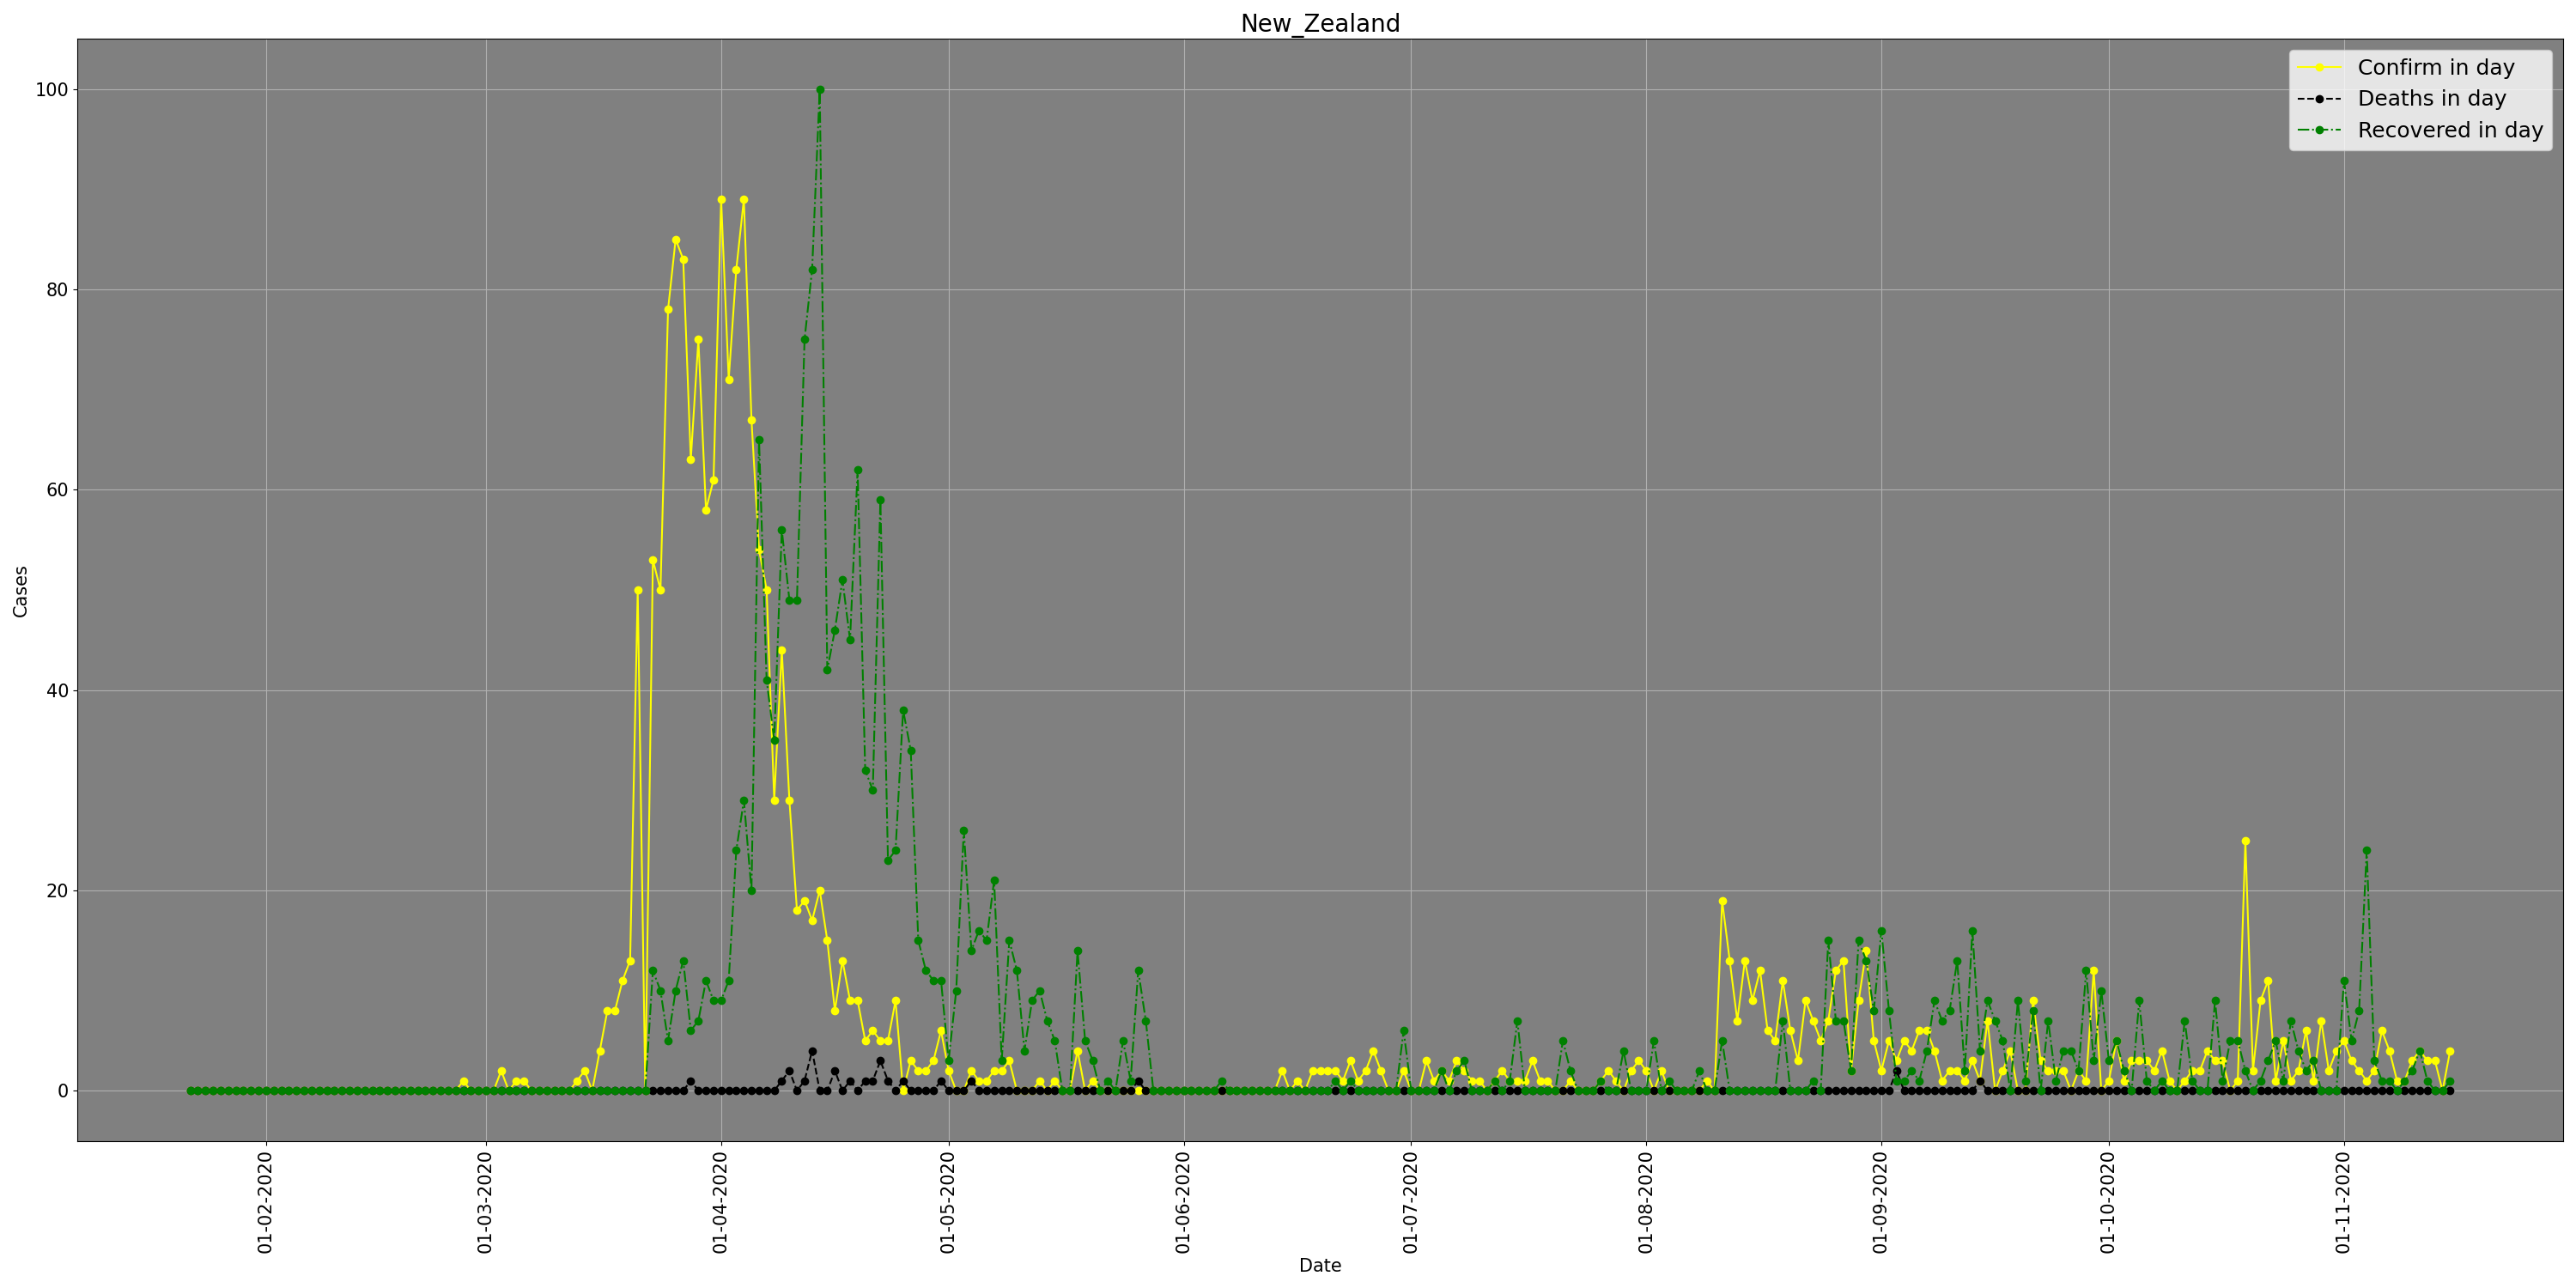 New_Zealand
Confirm in day
Deaths in day
Recovered in day
100
80
60
40
20
0
Cases
01-02-2020
01-03-2020
01-04-2020
01-05-2020
01-06-2020
01-07-2020
01-08-2020
01-09-2020
01-10-2020
01-11-2020
Date